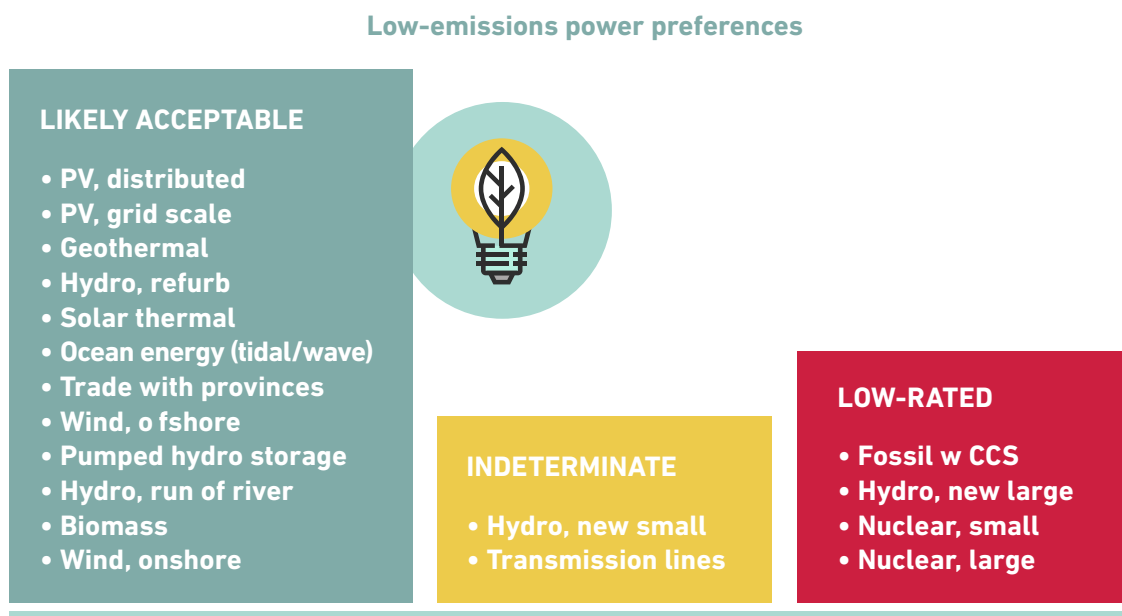 Low-emissions power preferences
LIKELY ACCEPTABLE
• PV, distributed
• PV, grid scale
• Geothermal
• Hydro, refurb
• Solar thermal
• Ocean energy (tidal/wave)
• Trade with provinces
• Wind, o fshore
• Pumped hydro storage
• Hydro, run of river
• Biomass
• Wind, onshore
INDETERMINATE
• Hydro, new small
• Transmission lines
LOW-RATED
• Fossil w CCS
• Hydro, new large
• Nuclear, small
• Nuclear, large